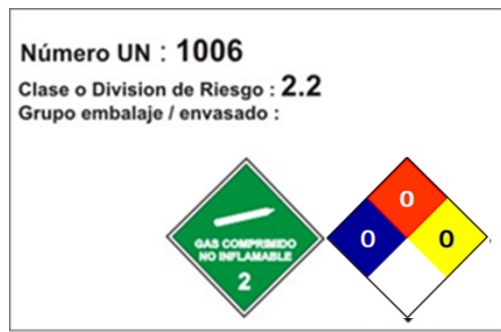 Número UN : 1006
Clase o Division de Riesgo : 2.2
Grupo embalaje / envasado :
GAS COMPRIMIDO
NO INFLAMABLE
2
0
0
0